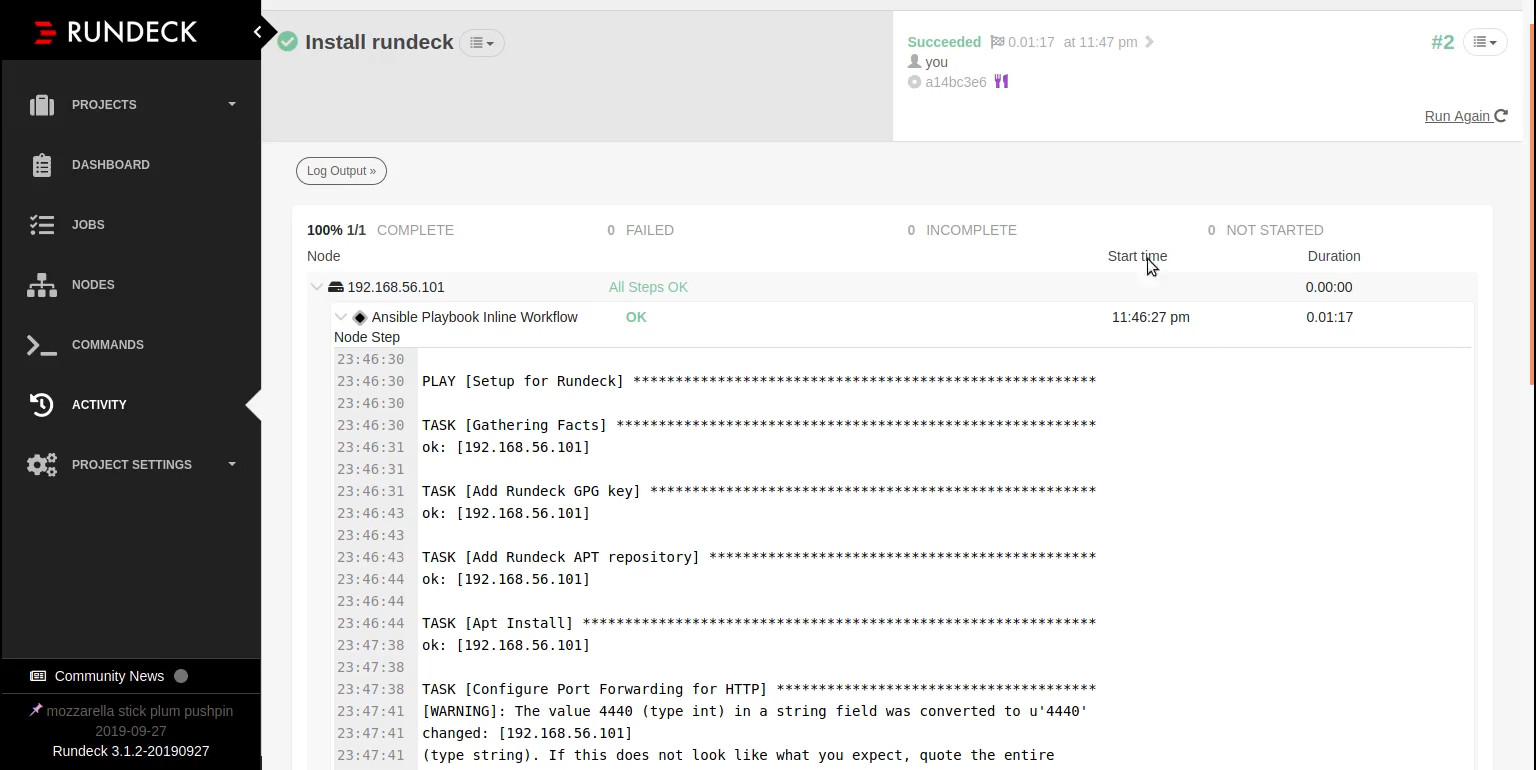 RUNDECK
PROJECTS
DASHBOARD
JOBS
NODES
COMMANDS
ACTIVITY
PROJECT SETTINGS
Community News
mozzarella stick plum pushpin
2019-09-27
Rundeck 3.1.2-20190927
Install rundeck
Succeeded 0.01:17 at 11:47 pm
you
a14bc3e6
#2
Run Again
Log Output »
100% 1/1 COMPLETE 0 FAILED 0 INCOMPLETE 0 NOT STARTED
Node Start time Duration
192.168.56.101 All Steps OK 0.00:00
Ansible Playbook Inline Workflow OK 11:46:27 pm 0.01:17
Node Step
23:46:30
23:46:30 PLAY [Setup for Rundeck] *******************************************************
23:46:30
23:46:30 TASK [Gathering Facts] *********************************************************
23:46:31 ok: [192.168.56.101]
23:46:31
23:46:31 TASK [Add Rundeck GPG key] *****************************************************
23:46:43 ok: [192.168.56.101]
23:46:43
23:46:43 TASK [Add Rundeck APT repository] **********************************************
23:46:44 ok: [192.168.56.101]
23:46:44
23:46:44 TASK [Apt Install] *************************************************************
23:47:38 ok: [192.168.56.101]
23:47:38
23:47:38 TASK [Configure Port Forwarding for HTTP] **************************************
23:47:41 [WARNING]: The value 4440 (type int) in a string field was converted to u'4440'
23:47:41 changed: [192.168.56.101]
23:47:41 (type string). If this does not look like what you expect, quote the entire